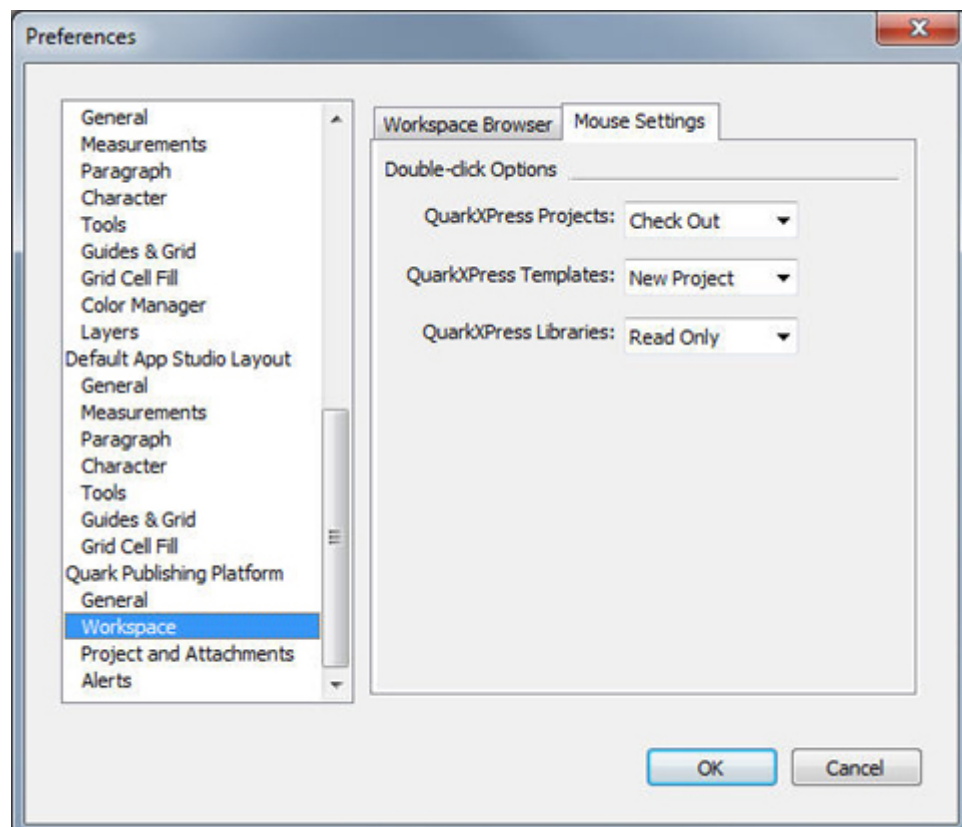 Preferences
General
Measurements
Paragraph
Character
Tools
Guides & Grid
Grid Cell Fill
Color Manager
Layers
Default App Studio Layout
General
Measurements
Paragraph
Character
Tools
Guides & Grid
Grid Cell Fill
Quark Publishing Platform
General
Workspace
Project and Attachments
Alerts
Workspace Browser
Mouse Settings
Double-click Options
QuarkXPress Projects: Check Out
QuarkXPress Templates: New Project
QuarkXPress Libraries: Read Only
OK
Cancel